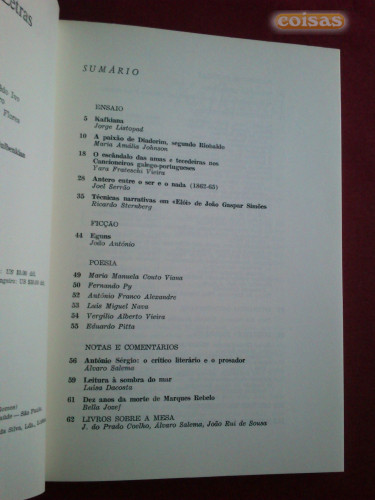 coisas
Letras
SUMÁRIO
ENSAIO
5 Kafkiana
Jorge Listopad
10 A paixão de Diadorim, segundo Riobaldo
Maria Amália Johnson
18 O escândalo das amas e tecedeiras nos
Cancioneiros galego-portugueses
Yara Frateschi Vieira
28 Antero entre o ser e o nada (1862-65)
Joel Serrão
35 Técnicas narrativas em «Elói» de João Gaspar Simões
Ricardo Sternberg
FICÇÃO
44 Eguns
João Antônio
POESIA
49 Maria Manuela Couto Viana
50 Fernando Py
52 António Franco Alexandre
53 Luís Miguel Nava
54 Vergílio Alberto Vieira
55 Eduardo Pitta
NOTAS E COMENTÁRIOS
56 António Sérgio: o crítico literário e o prosador
Álvaro Salema
59 Leitura à sombra do mar
Luísa Dacosta
61 Dez anos da morte de Marques Rebelo
Bella Jozef
62 LIVROS SOBRE A MESA
J. do Prado Coelho, Álvaro Salema, João Rui de Sousa